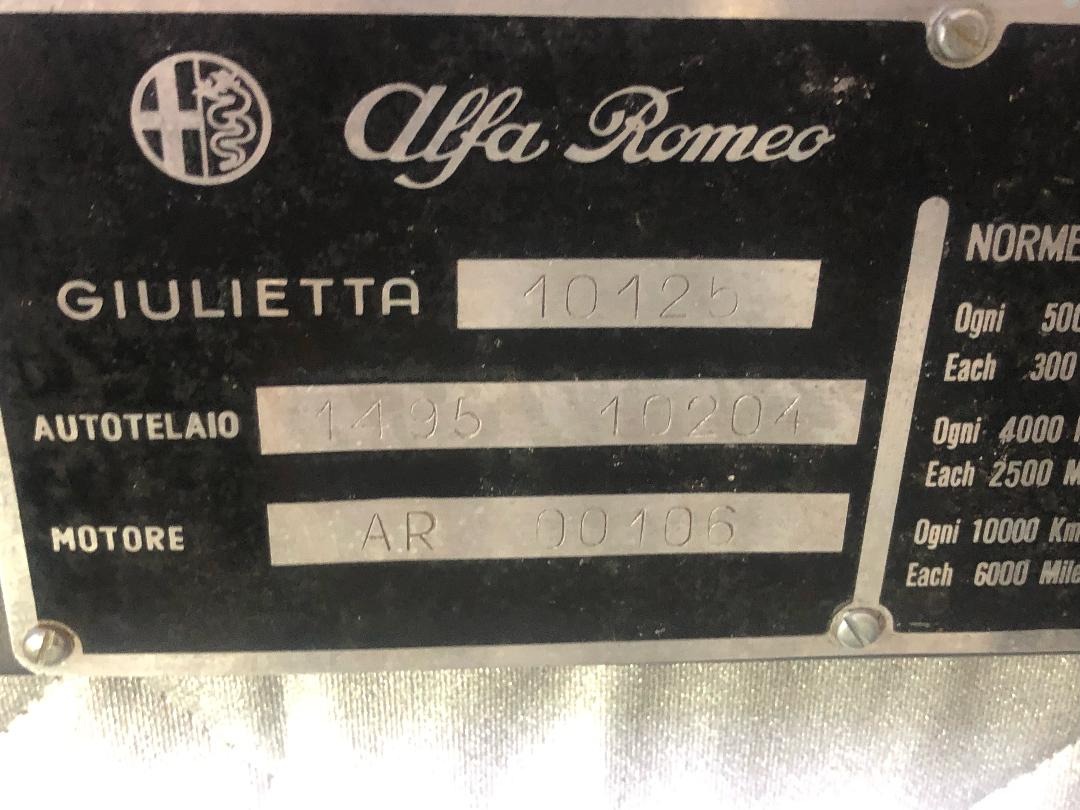 Alfa Romeo
GIULIETTA 10125
AUTOTELAIO 1495 10204
MOTORE AR 00106
NORME
Ogni 500
Each 300
Ogni 4000
Each 2500 M
Ogni 10000 Km
Each 6000 Mile